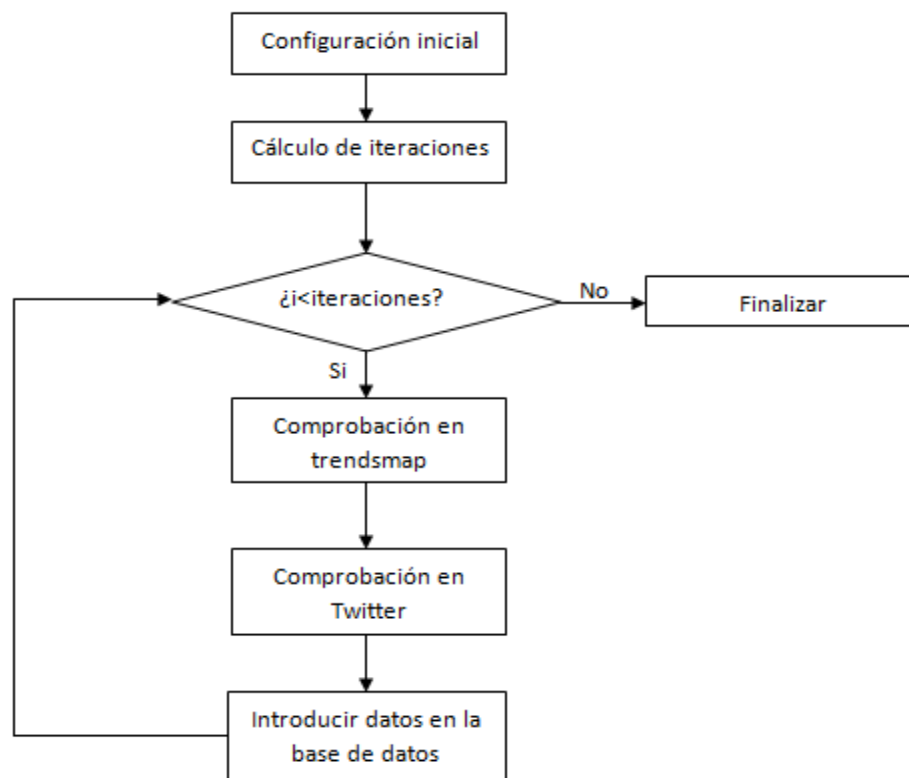 Configuración inicial
Cálculo de iteraciones
¿i<iteraciones?
No
Finalizar
Si
Comprobación en
trendsmap
Comprobación en
Twitter
Introducir datos en la
base de datos